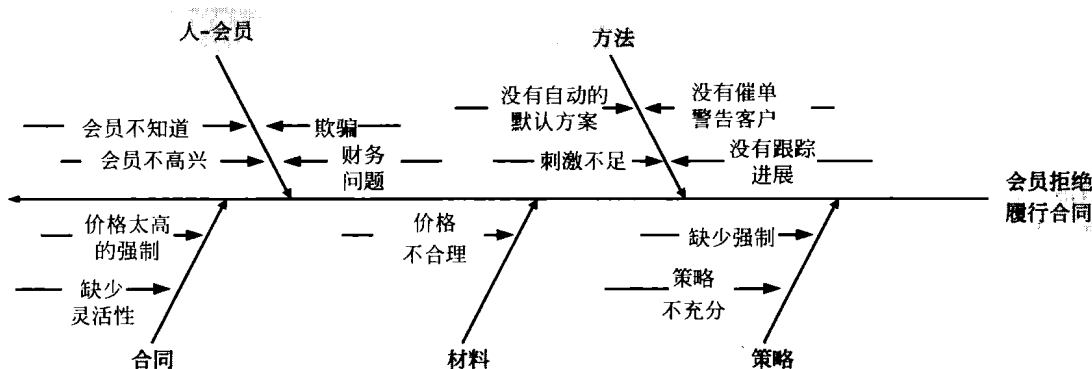 人-会员
方法
没有自动的
默认方案
没有催单
警告客户
会员不知道
欺骗
会员不高兴
财务
问题
刺激不足
没有跟踪
进展
会员拒绝
履行合同
价格太高
的强制
价格
不合理
缺少强制
缺少
灵活性
策略
不充分
合同
材料
策略